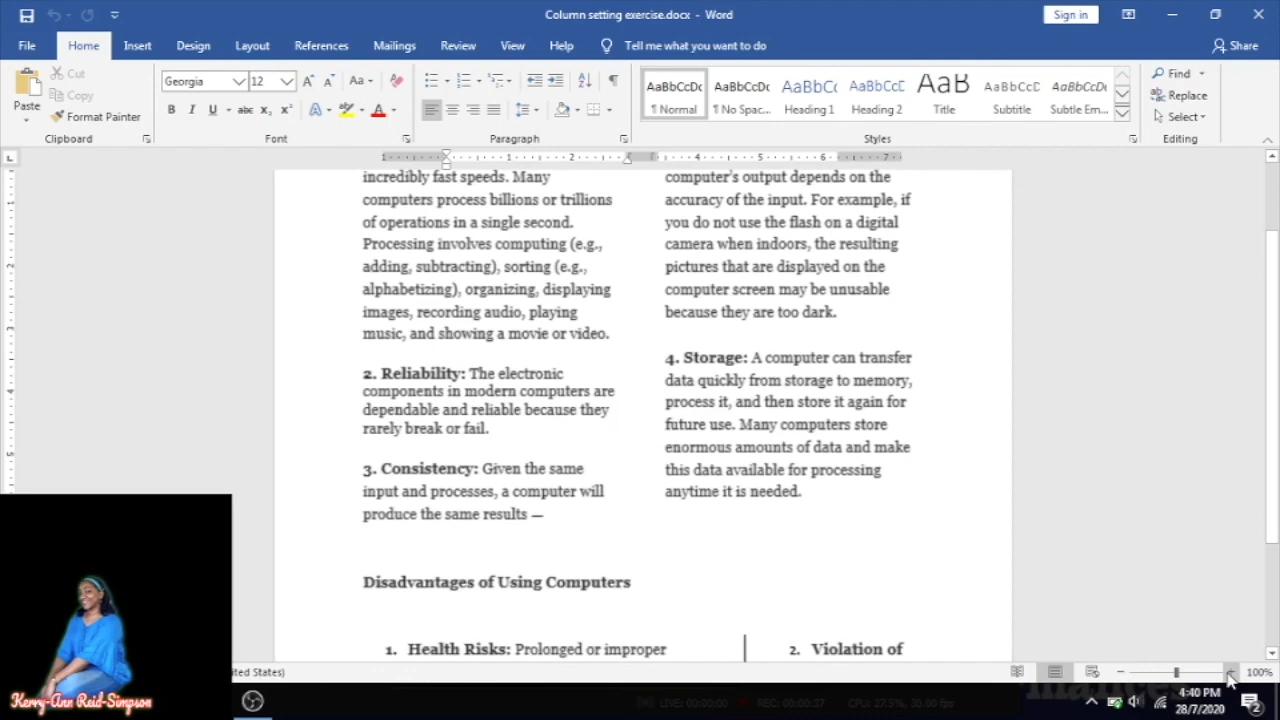 Column setting exercise.docx - Word
Sign in
File Home Insert Design Layout References Mailings Review View Help Tell me what you want to do
Share
Paste
Cut
Copy
Format Painter
Clipboard
Georgia 12
Font
Paragraph
AaBbCcDc AaBbCcDc AaBbCc AaBbCcD AaB AaBbCcDc AaBbCcDc
¶ Normal ¶ No Spac... Heading 1 Heading 2 Title Subtitle Subtle Em...
Styles
Find
Replace
Select
Editing
1 1 2 4 5 6 7
incredibly fast speeds. Many
computers process billions or trillions
of operations in a single second.
Processing involves computing (e.g.,
adding, subtracting), sorting (e.g.,
alphabetizing), organizing, displaying
images, recording audio, playing
music, and showing a movie or video.
2. Reliability: The electronic
components in modern computers are
dependable and reliable because they
rarely break or fail.
3. Consistency: Given the same
input and processes, a computer will
produce the same results —
computer's output depends on the
accuracy of the input. For example, if
you do not use the flash on a digital
camera when indoors, the resulting
pictures that are displayed on the
computer screen may be unusable
because they are too dark.
4. Storage: A computer can transfer
data quickly from storage to memory,
process it, and then store it again for
future use. Many computers store
enormous amounts of data and make
this data available for processing
anytime it is needed.
Disadvantages of Using Computers
1. Health Risks: Prolonged or improper
2. Violation of
Kerry-Ann Reid-Simpson
ited States)
100%
LIVE: 00:00:00 REC: 00:00:37 CPU: 27.5%, 30.00 fps
4:40 PM
28/7/2020
2